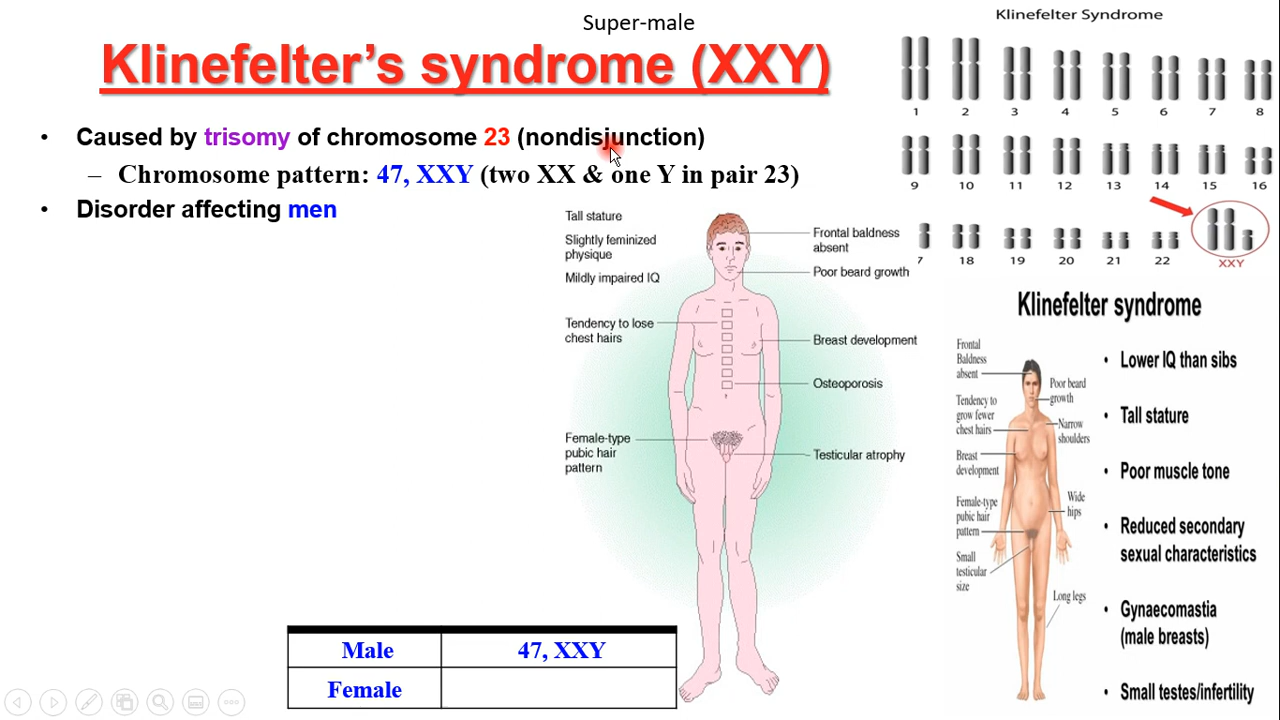 Super-male
Klinefelter's syndrome (XXY)
• Caused by trisomy of chromosome 23 (nondisjunction)
– Chromosome pattern: 47, XXY (two XX & one Y in pair 23)
• Disorder affecting men
Tall stature
Slightly feminized
physique
Mildly impaired IQ
Tendency to lose
chest hairs
Female-type
pubic hair
pattern
Frontal baldness
absent
Poor beard growth
Breast development
Osteoporosis
Testicular atrophy
Male 47, XXY
Female
Klinefelter Syndrome
1 2 3 4 5 6 7 8
9 10 11 12 13 14 15 16
7 18 19 20 21 22
XXY
Klinefelter syndrome
Frontal
Baldness
absent
Tendency to
grow fewer
chest hairs
Breast
development
Female-type
pubic hair
pattern
Small
testicular
size
Poor beard
growth
Narrow
shoulders
Wide
hips
Long legs
• Lower IQ than sibs
• Tall stature
• Poor muscle tone
• Reduced secondary
sexual characteristics
• Gynaecomastia
(male breasts)
• Small testes/infertility